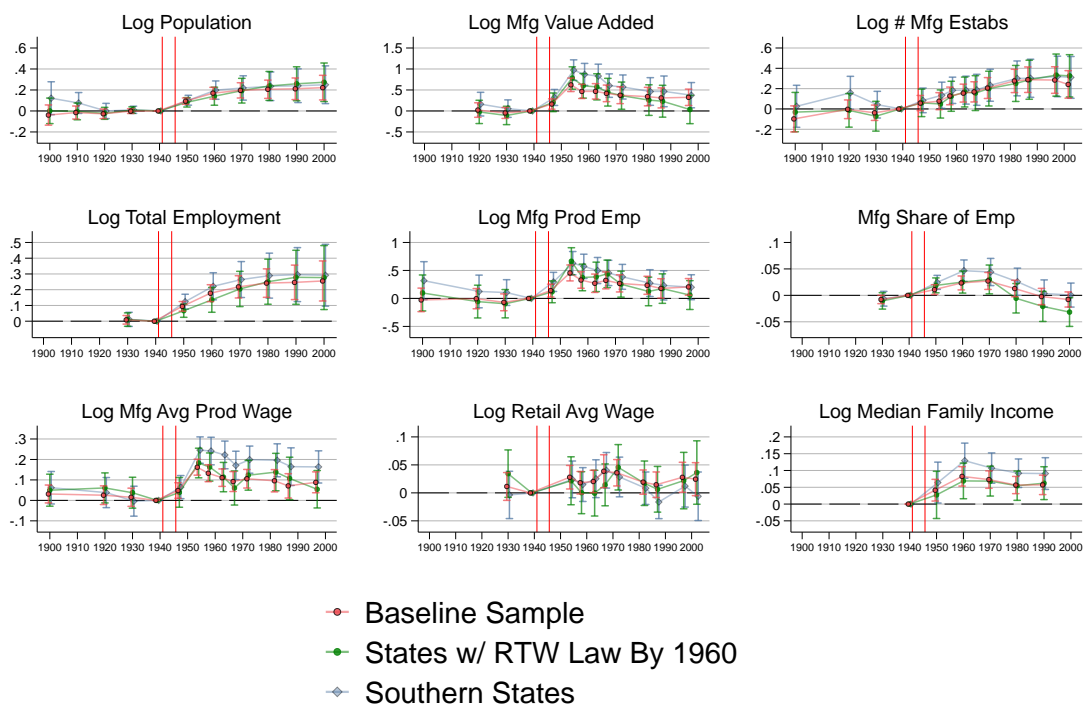 Log Population
.6
.4
.2
0
-.2
1900 1910 1920 1930 1940 1950 1960 1970 1980 1990 2000
Log Mfg Value Added
1.5
1
.5
0
-.5
1900 1910 1920 1930 1940 1950 1960 1970 1980 1990 2000
Log # Mfg Estabs
.6
.4
.2
0
-.2
1900 1910 1920 1930 1940 1950 1960 1970 1980 1990 2000
Log Total Employment
.5
.4
.3
.2
.1
0
1900 1910 1920 1930 1940 1950 1960 1970 1980 1990 2000
Log Mfg Prod Emp
1
.5
0
-.5
1900 1910 1920 1930 1940 1950 1960 1970 1980 1990 2000
Mfg Share of Emp
.1
.05
0
-.05
1900 1910 1920 1930 1940 1950 1960 1970 1980 1990 2000
Log Mfg Avg Prod Wage
.3
.2
.1
0
-.1
1900 1910 1920 1930 1940 1950 1960 1970 1980 1990 2000
Log Retail Avg Wage
.1
.05
0
-.05
1900 1910 1920 1930 1940 1950 1960 1970 1980 1990 2000
Log Median Family Income
.2
.15
.1
.05
0
-.05
1900 1910 1920 1930 1940 1950 1960 1970 1980 1990 2000
Baseline Sample
States w/ RTW Law By 1960
Southern States